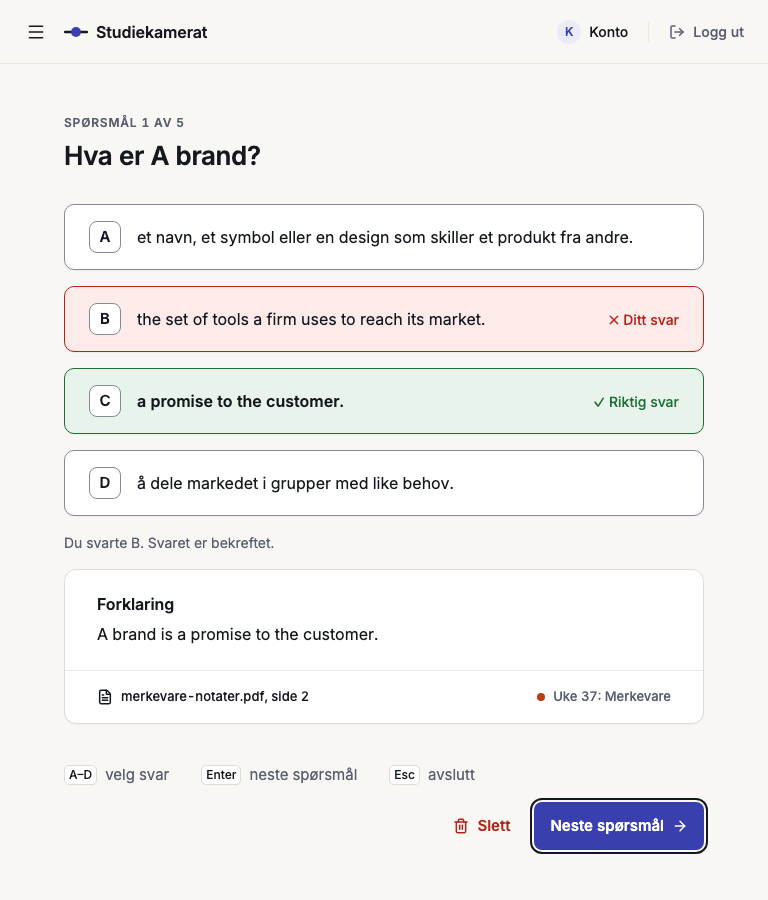 Studiekamerat
K Konto
Logg ut
SPØRSMÅL 1 AV 5
Hva er A brand?
A et navn, et symbol eller en design som skiller et produkt fra andre.
B the set of tools a firm uses to reach its market. Ditt svar
C a promise to the customer. Riktig svar
D å dele markedet i grupper med like behov.
Du svarte B. Svaret er bekreftet.
Forklaring
A brand is a promise to the customer.
merkevare-notater.pdf, side 2
Uke 37: Merkevare
A–D velg svar Enter neste spørsmål Esc avslutt
Slett
Neste spørsmål